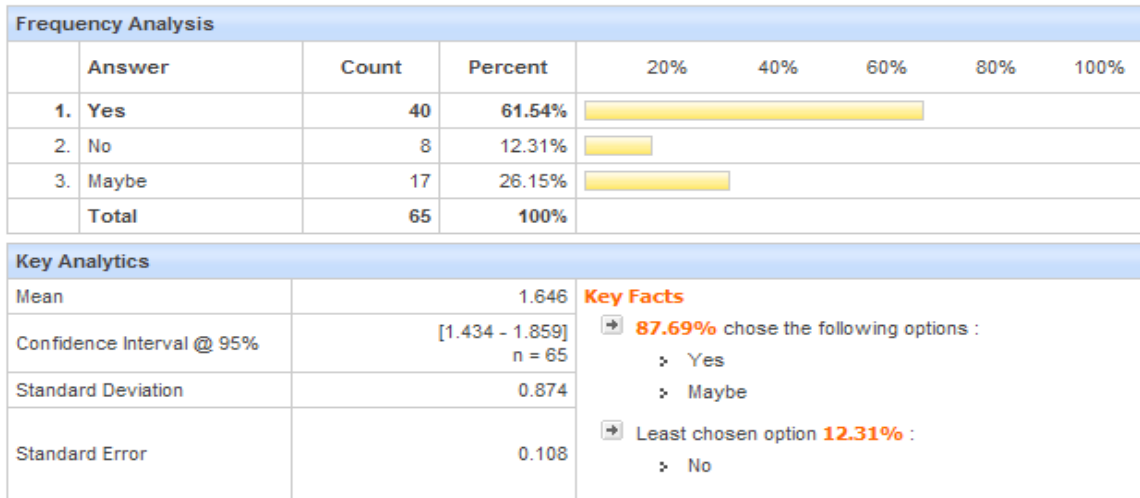 Frequency Analysis
Answer Count Percent 20% 40% 60% 80% 100%
1. Yes 40 61.54%
2. No 8 12.31%
3. Maybe 17 26.15%
Total 65 100%
Key Analytics
Mean 1.646
Confidence Interval @ 95% [1.434 - 1.859]
n = 65
Standard Deviation 0.874
Standard Error 0.108
Key Facts
87.69% chose the following options :
Yes
Maybe
Least chosen option 12.31% :
No